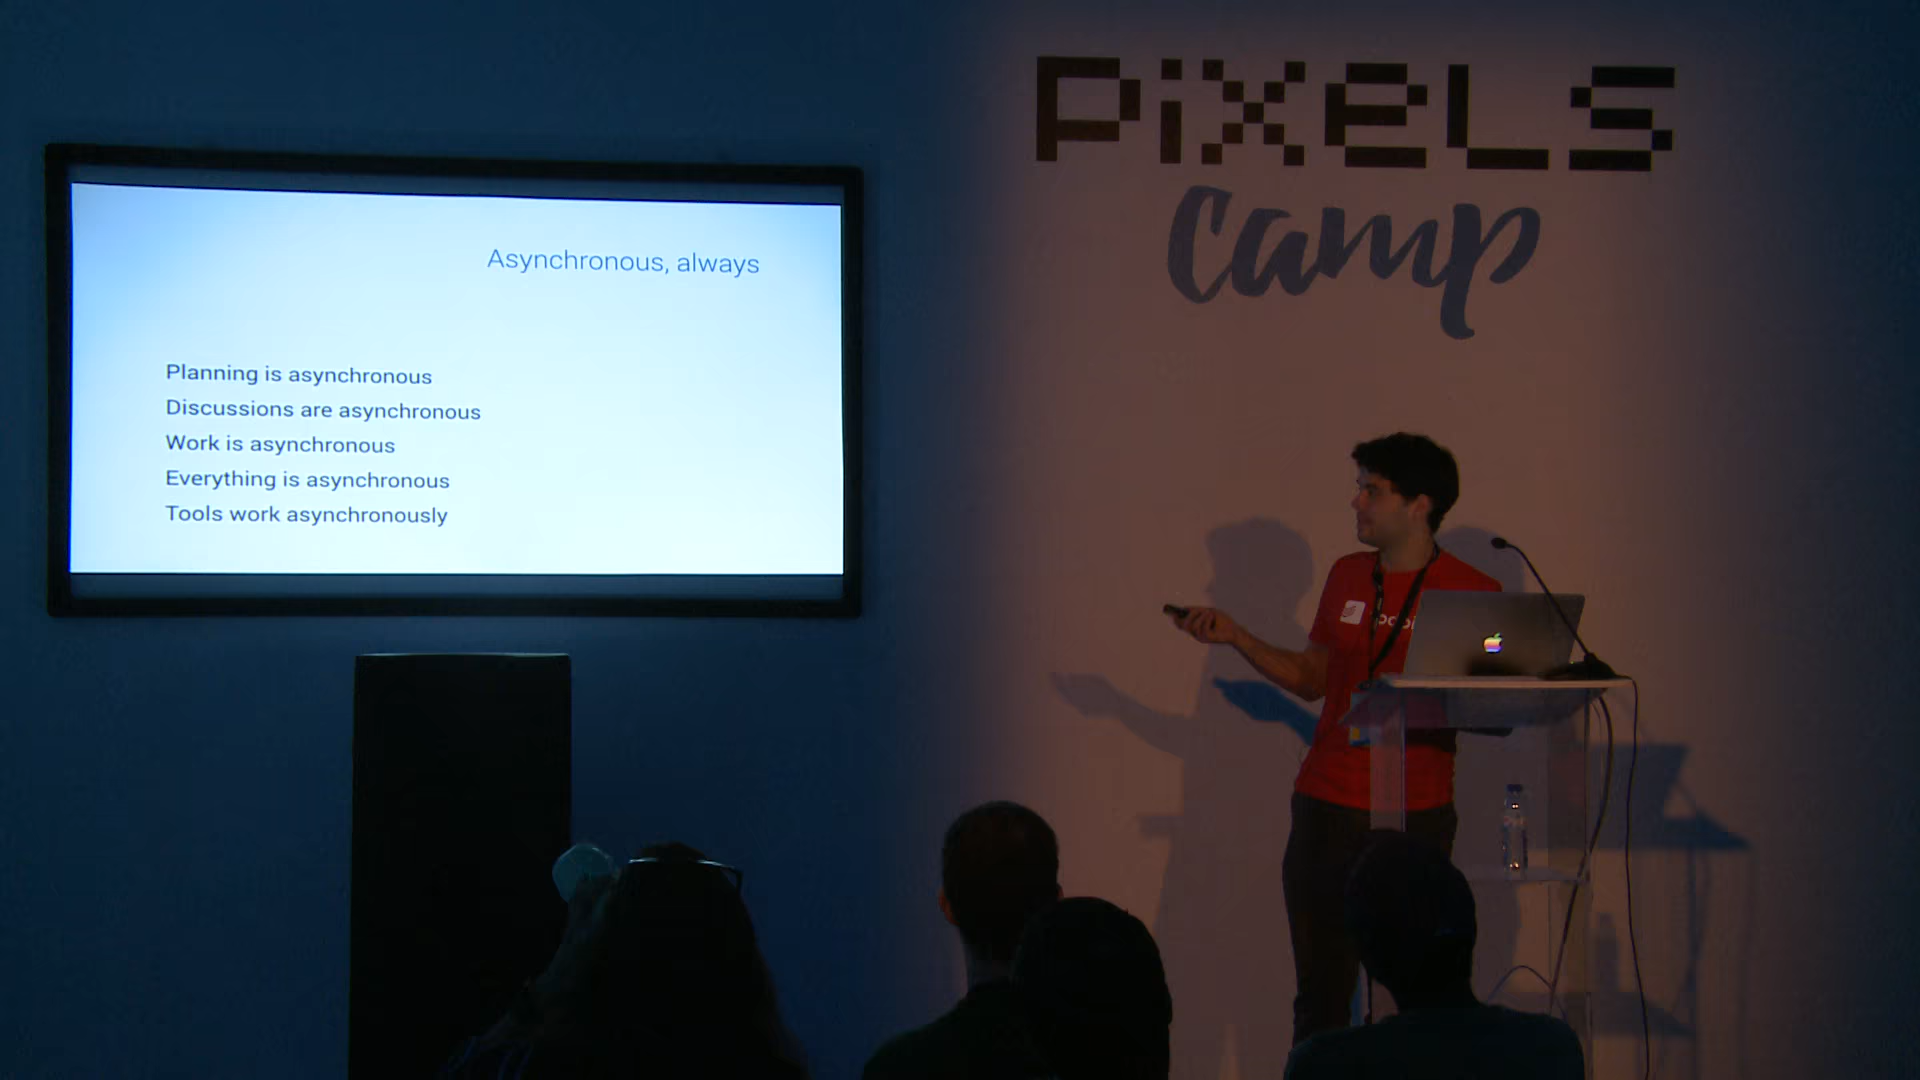 Asynchronous, always
Planning is asynchronous
Discussions are asynchronous
Work is asynchronous
Everything is asynchronous
Tools work asynchronously
pixels
camp